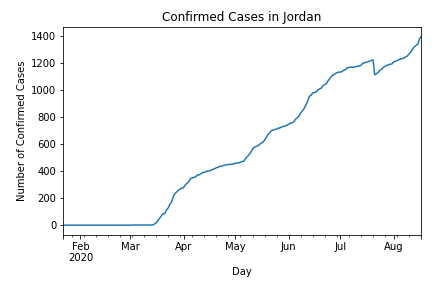 Confirmed Cases in Jordan
Number of Confirmed Cases
1400
1200
1000
800
600
400
200
0
Feb Mar Apr May Jun Jul Aug
2020
Day